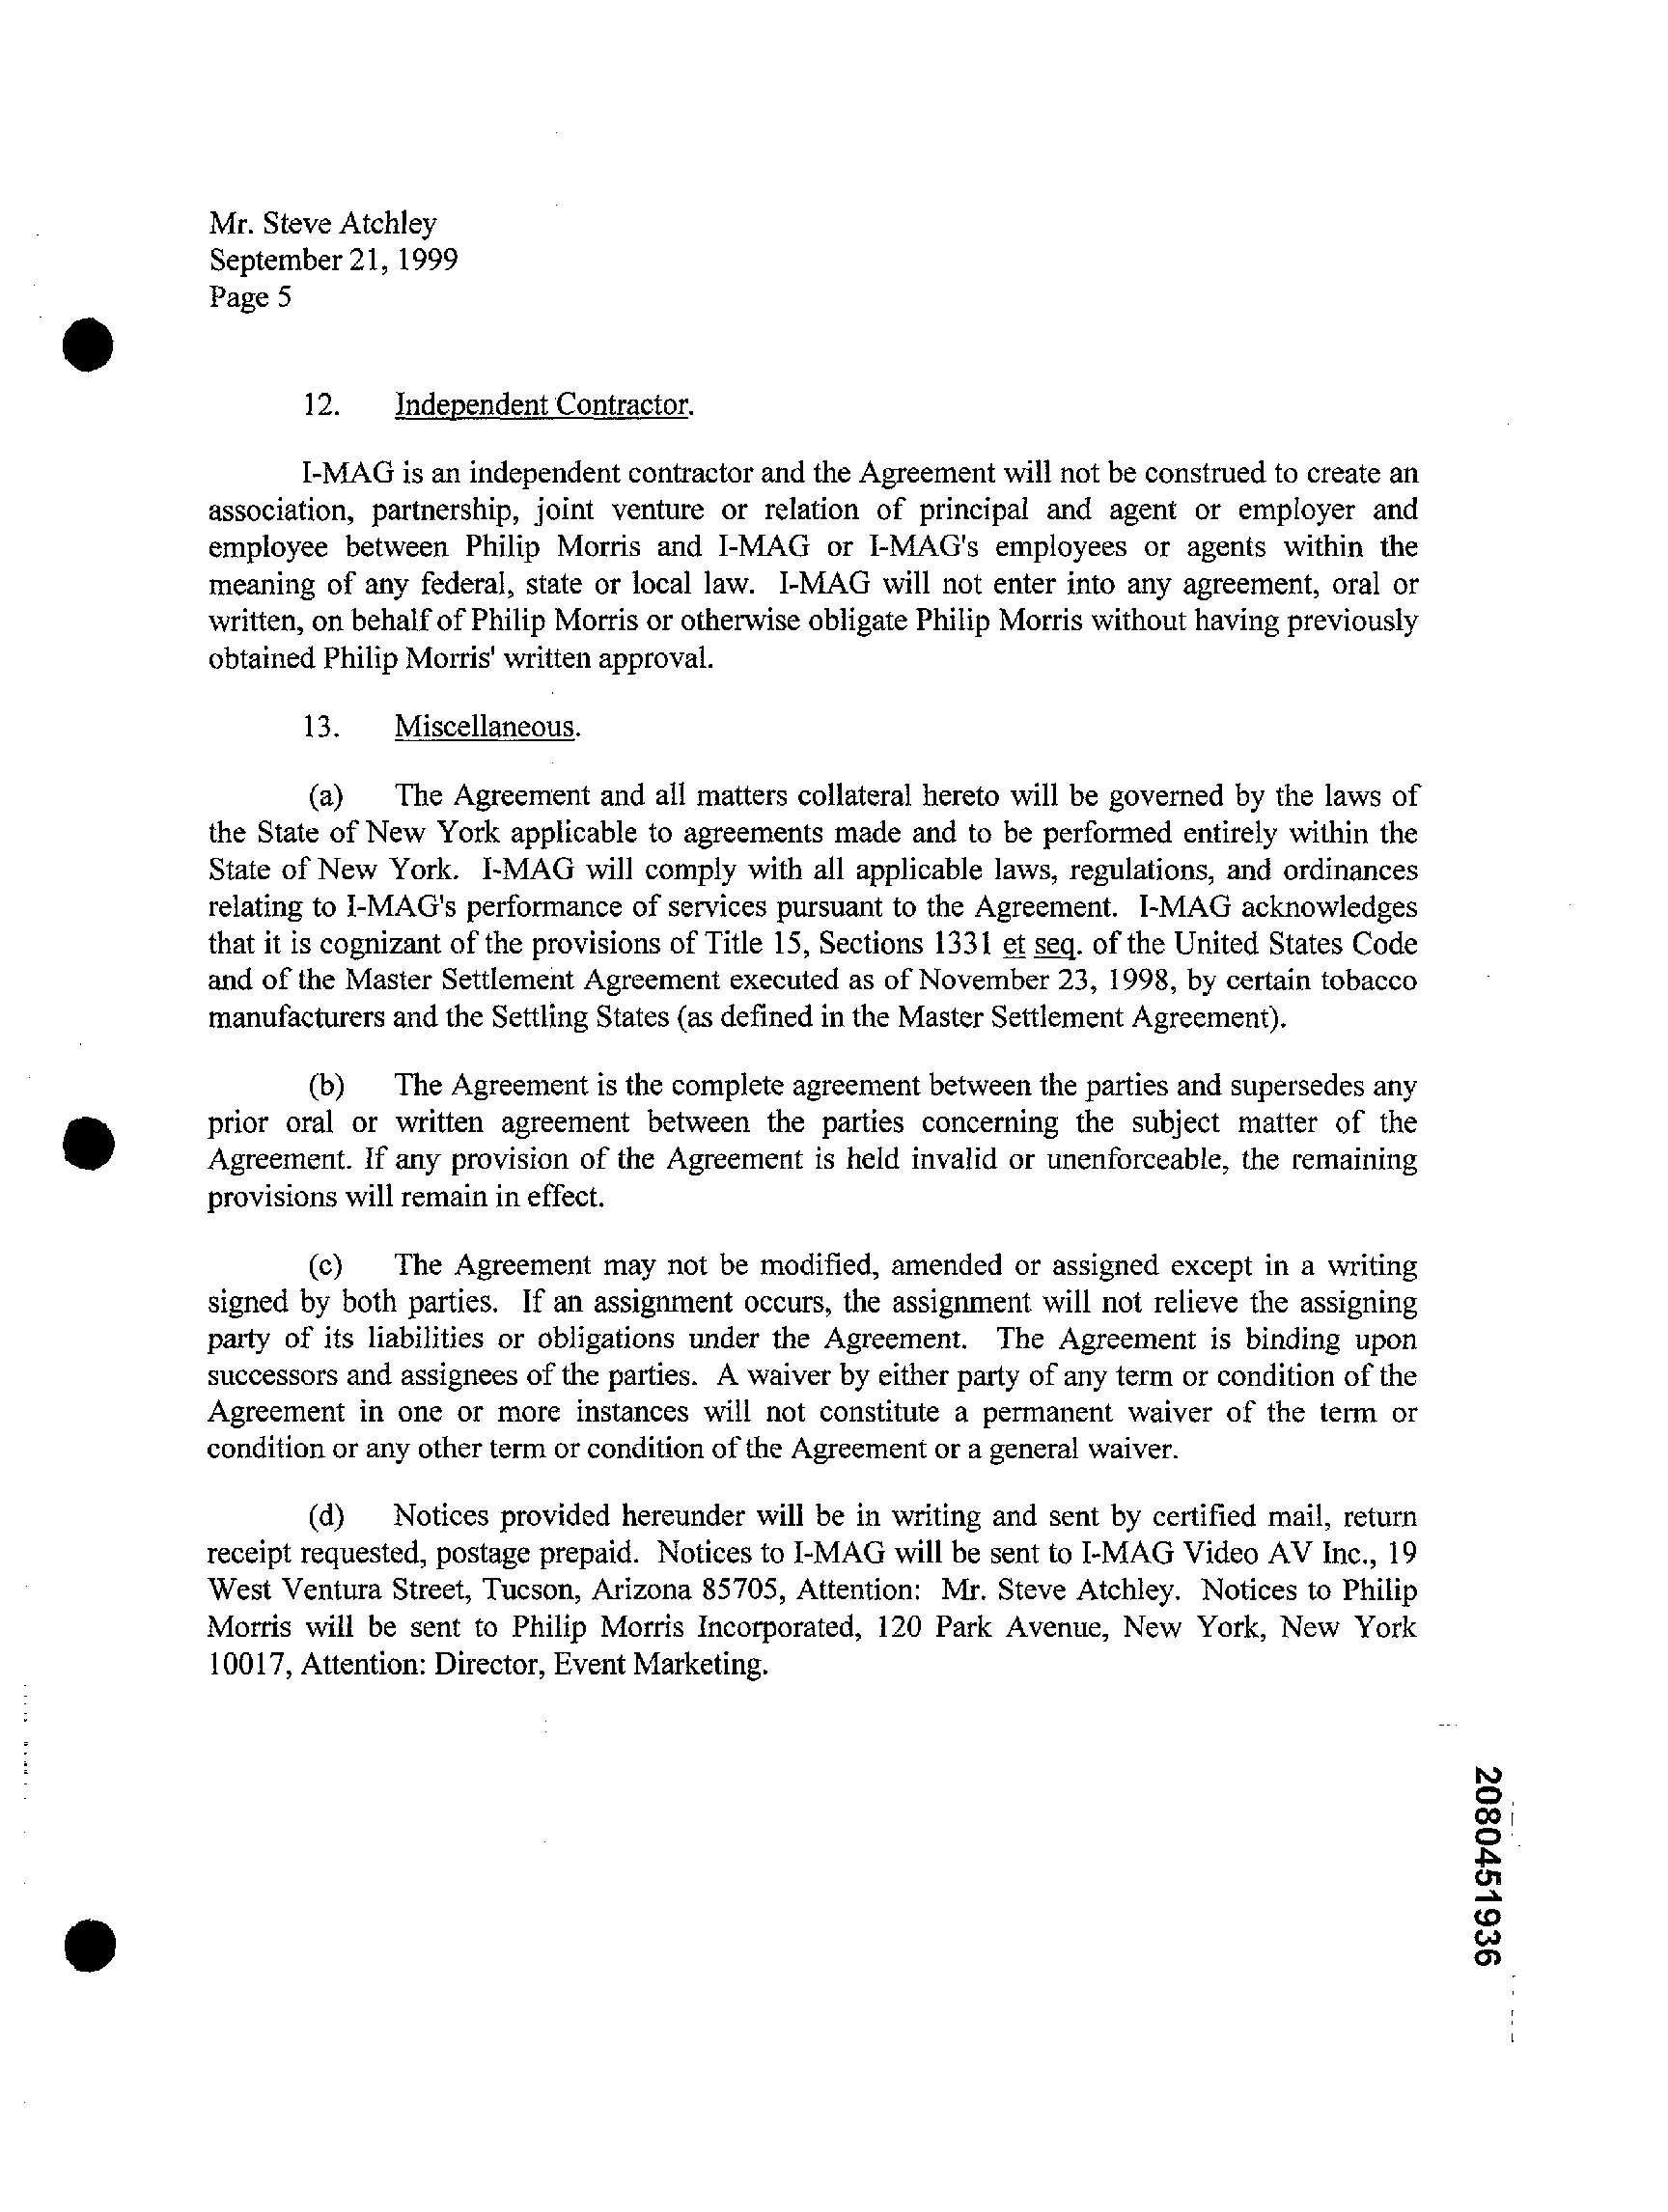 Mr. Steve Atchley
September 21, 1999
Page 5
12. Independent Contractor.
I-MAG is an independent contractor and the Agreement will not be construed to create an
association, partnership, joint venture or relation of principal and agent or employer and
employee between Philip Morris and I-MAG or I-MAG's employees or agents within the
meaning of any federal, state or local law. I-MAG will not enter into any agreement, oral or
written, on behalf of Philip Morris or otherwise obligate Philip Morris without having previously
obtained Philip Morris' written approval.
13. Miscellaneous.
(a) The Agreement and all matters collateral hereto will be governed by the laws of
the State of New York applicable to agreements made and to be performed entirely within the
State of New York. I-MAG will comply with all applicable laws, regulations, and ordinances
relating to I-MAG's performance of services pursuant to the Agreement. I-MAG acknowledges
that it is cognizant of the provisions of Title 15, Sections 1331 et seq. of the United States Code
and of the Master Settlement Agreement executed as of November 23, 1998, by certain tobacco
manufacturers and the Settling States (as defined in the Master Settlement Agreement).
(b) The Agreement is the complete agreement between the parties and supersedes any
prior oral or written agreement between the parties concerning the subject matter of the
Agreement. If any provision of the Agreement is held invalid or unenforceable, the remaining
provisions will remain in effect.
(c) The Agreement may not be modified, amended or assigned except in a writing
signed by both parties. If an assignment occurs, the assignment will not relieve the assigning
party of its liabilities or obligations under the Agreement. The Agreement is binding upon
successors and assignees of the parties. A waiver by either party of any term or condition of the
Agreement in one or more instances will not constitute a permanent waiver of the term or
condition or any other term or condition of the Agreement or a general waiver.
(d) Notices provided hereunder will be in writing and sent by certified mail, return
receipt requested, postage prepaid. Notices to I-MAG will be sent to I-MAG Video AV Inc., 19
West Ventura Street, Tucson, Arizona 85705, Attention: Mr. Steve Atchley. Notices to Philip
Morris will be sent to Philip Morris Incorporated, 120 Park Avenue, New York, New York
10017, Attention: Director, Event Marketing.
2080451936